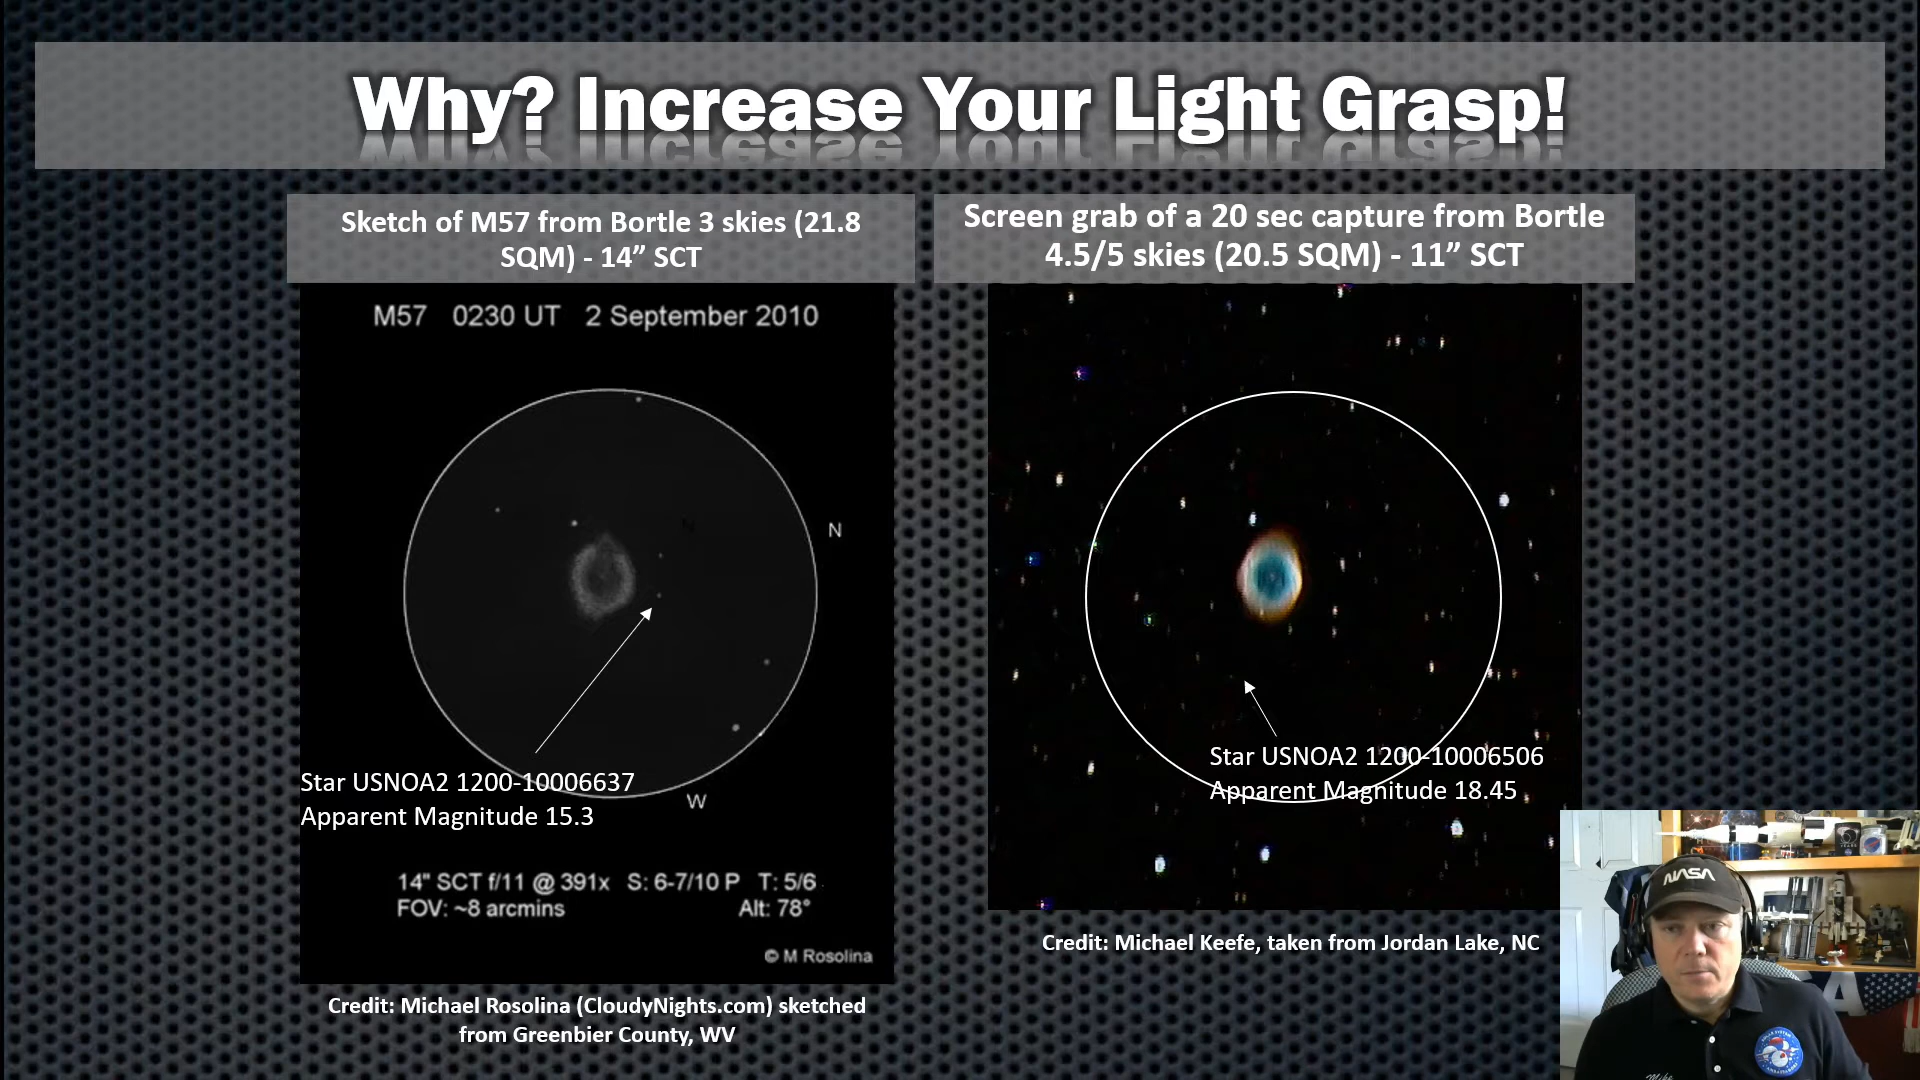 Why? Increase Your Light Grasp!
Sketch of M57 from Bortle 3 skies (21.8
SQM) - 14” SCT
Screen grab of a 20 sec capture from Bortle
4.5/5 skies (20.5 SQM) - 11” SCT
M57 0230 UT 2 September 2010
N
W
Star USNOA2 1200-10006637
Apparent Magnitude 15.3
14" SCT f/11 @ 391x S: 6-7/10 P T: 5/6
FOV: ~8 arcmins Alt: 78°
© M Rosolina
Credit: Michael Rosolina (CloudyNights.com) sketched
from Greenbier County, WV
Star USNOA2 1200-10006506
Apparent Magnitude 18.45
Credit: Michael Keefe, taken from Jordan Lake, NC
NASA